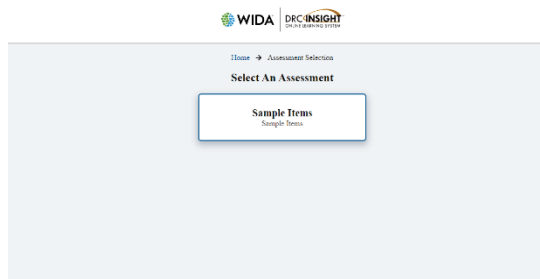 WIDA DRC INSIGHT
ONLINE LEARNING SYSTEM
Home → Assessment Selection
Select An Assessment
Sample Items
Sample Items